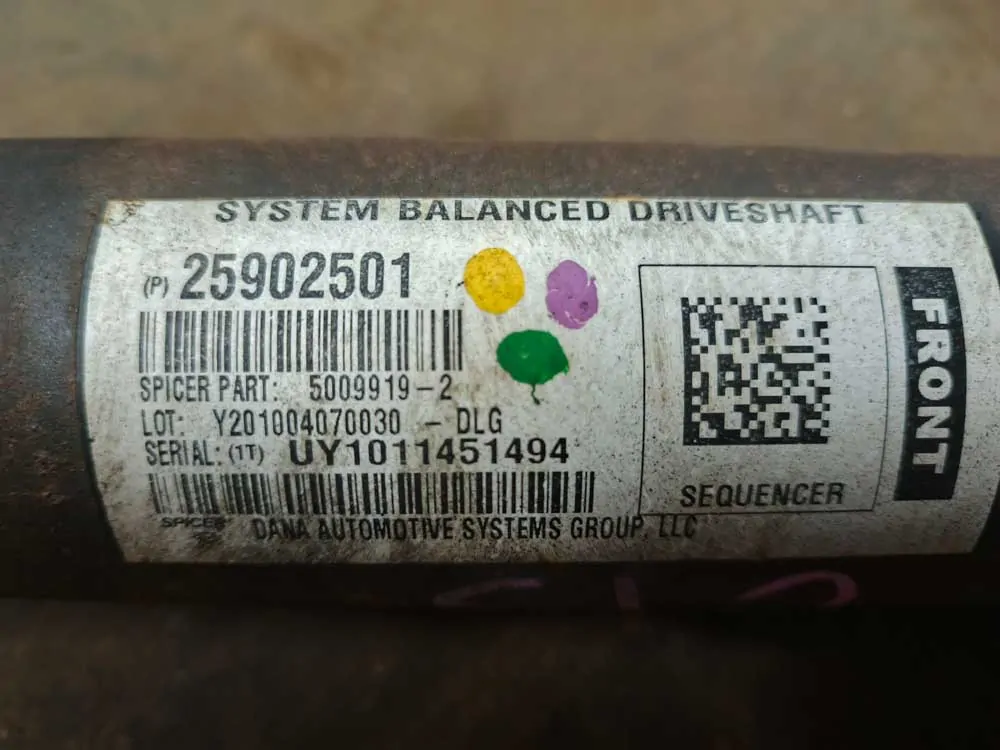 SYSTEM BALANCED DRIVESHAFT
(P) 25902501
SPICER PART: 5009919-2
LOT: Y201004070030 - DLG
SERIAL: (1T) UY1011451494
SPICER DANA AUTOMOTIVE SYSTEMS GROUP, LLC
SEQUENCER
FRONT